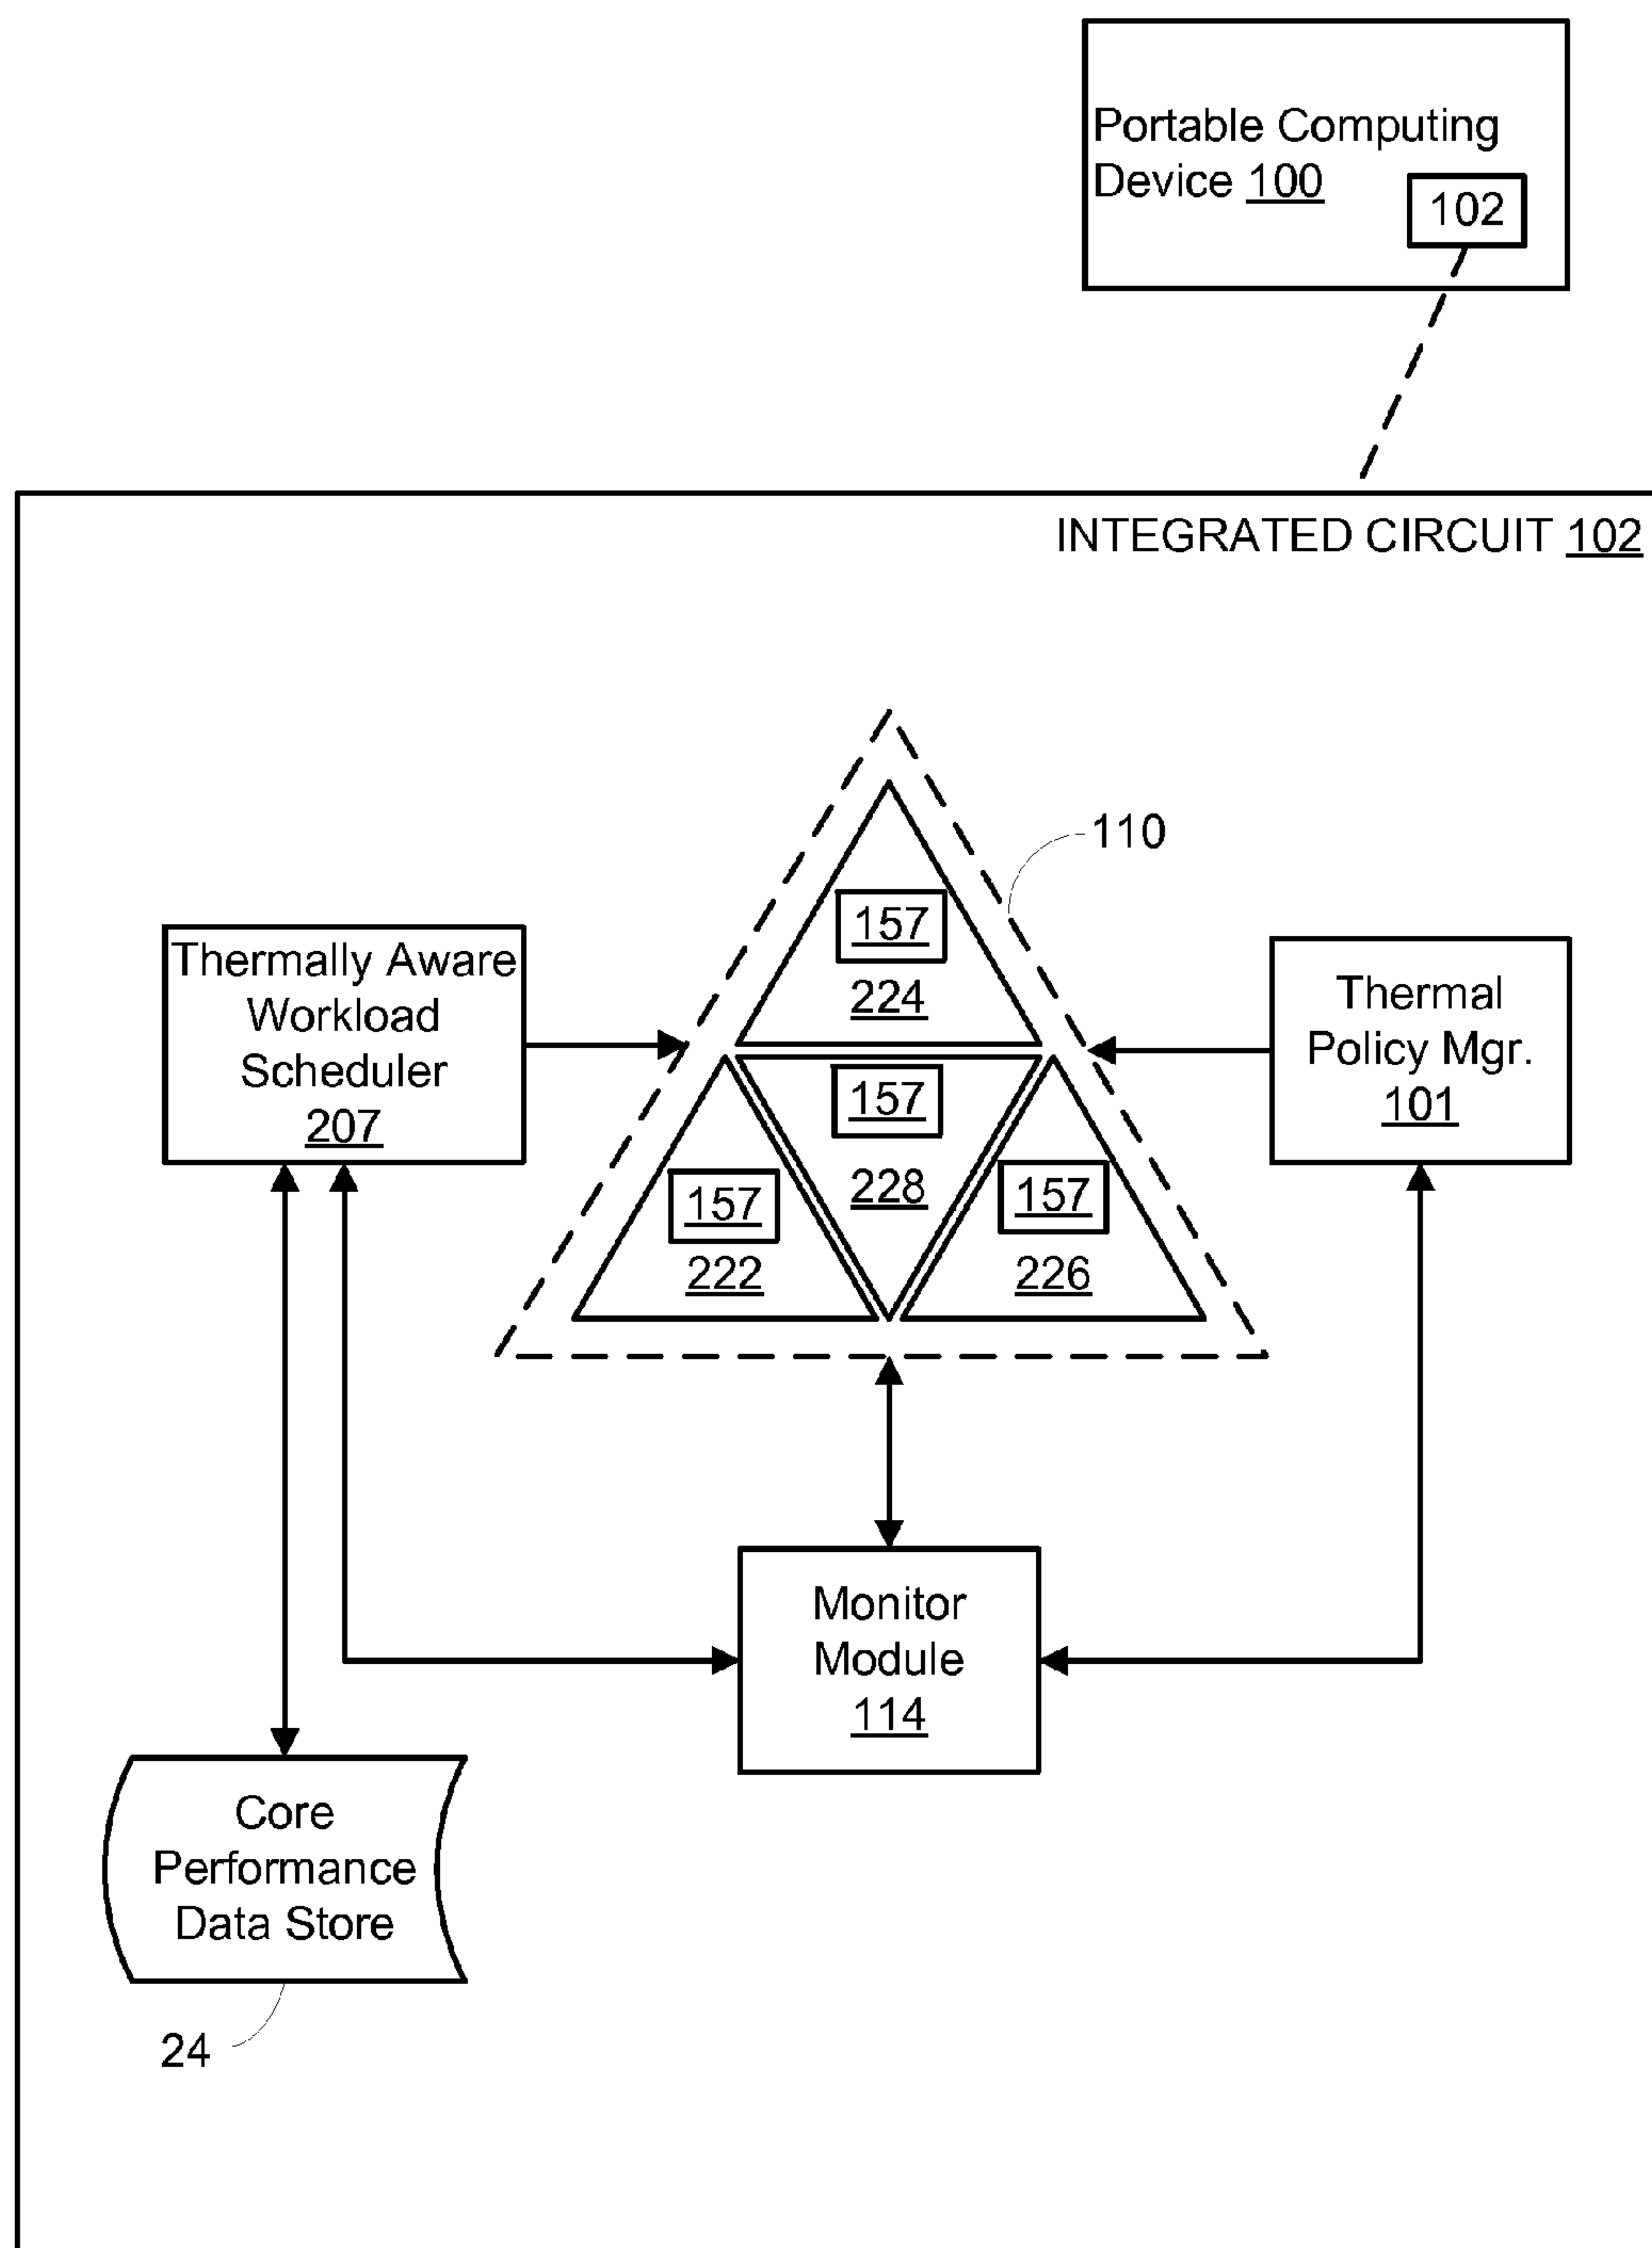 Portable Computing
Device 100
102
INTEGRATED CIRCUIT 102
110
157
224
Thermally Aware
Workload
Scheduler
207
Thermal
Policy Mgr.
101
157
228
157
222
157
226
Monitor
Module
114
Core
Performance
Data Store
24